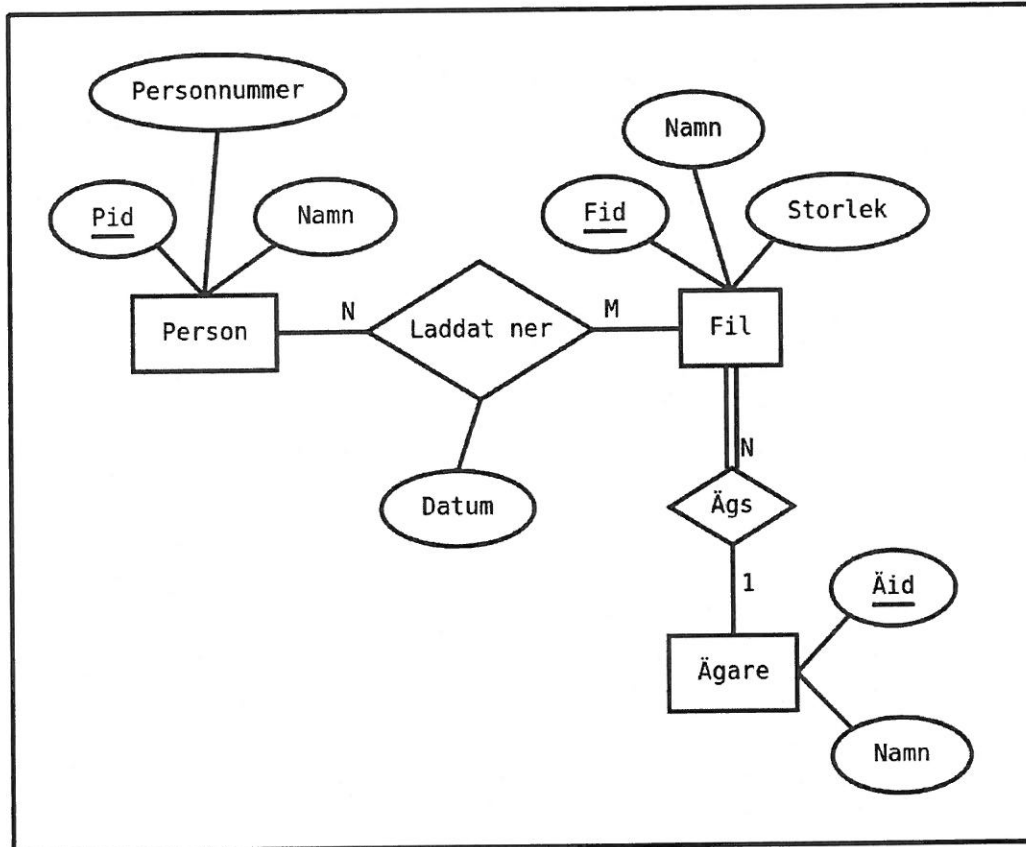 Personnummer
Namn
Pid
Namn
Fid
Storlek
Person
N
Laddat ner
M
Fil
Datum
N
Ägs
1
Äid
Ägare
Namn